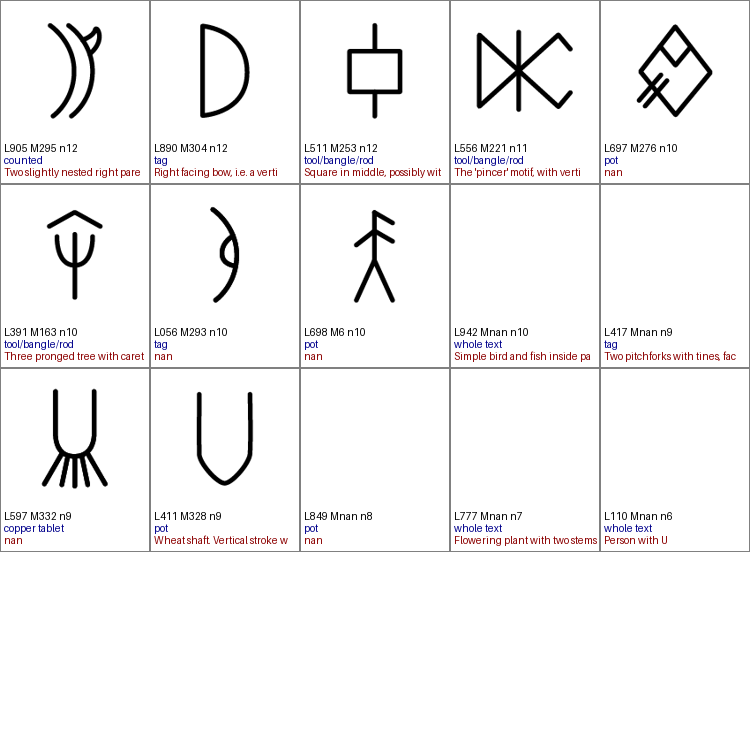 L905 M295 n12
counted
Two slightly nested right pare
L890 M304 n12
tag
Right facing bow, i.e. a verti
L511 M253 n12
tool/bangle/rod
Square in middle, possibly wit
L556 M221 n11
tool/bangle/rod
The 'pincer' motif, with verti
L697 M276 n10
pot
nan
L391 M163 n10
tool/bangle/rod
Three pronged tree with caret
L056 M293 n10
tag
nan
L698 M6 n10
pot
nan
L942 Mnan n10
whole text
Simple bird and fish inside pa
L417 Mnan n9
tag
Two pitchforks with tines, fac
L597 M332 n9
copper tablet
nan
L411 M328 n9
pot
Wheat shaft. Vertical stroke w
L849 Mnan n8
pot
nan
L777 Mnan n7
whole text
Flowering plant with two stems
L110 Mnan n6
whole text
Person with U